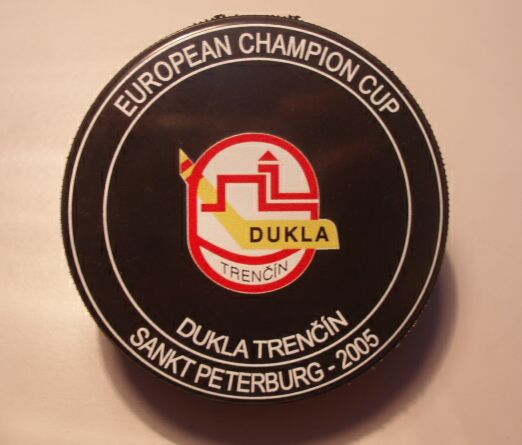 EUROPEAN CHAMPION CUP
DUKLA
TRENČÍN
DUKLA TRENČÍN
SANKT PETERBURG - 2005